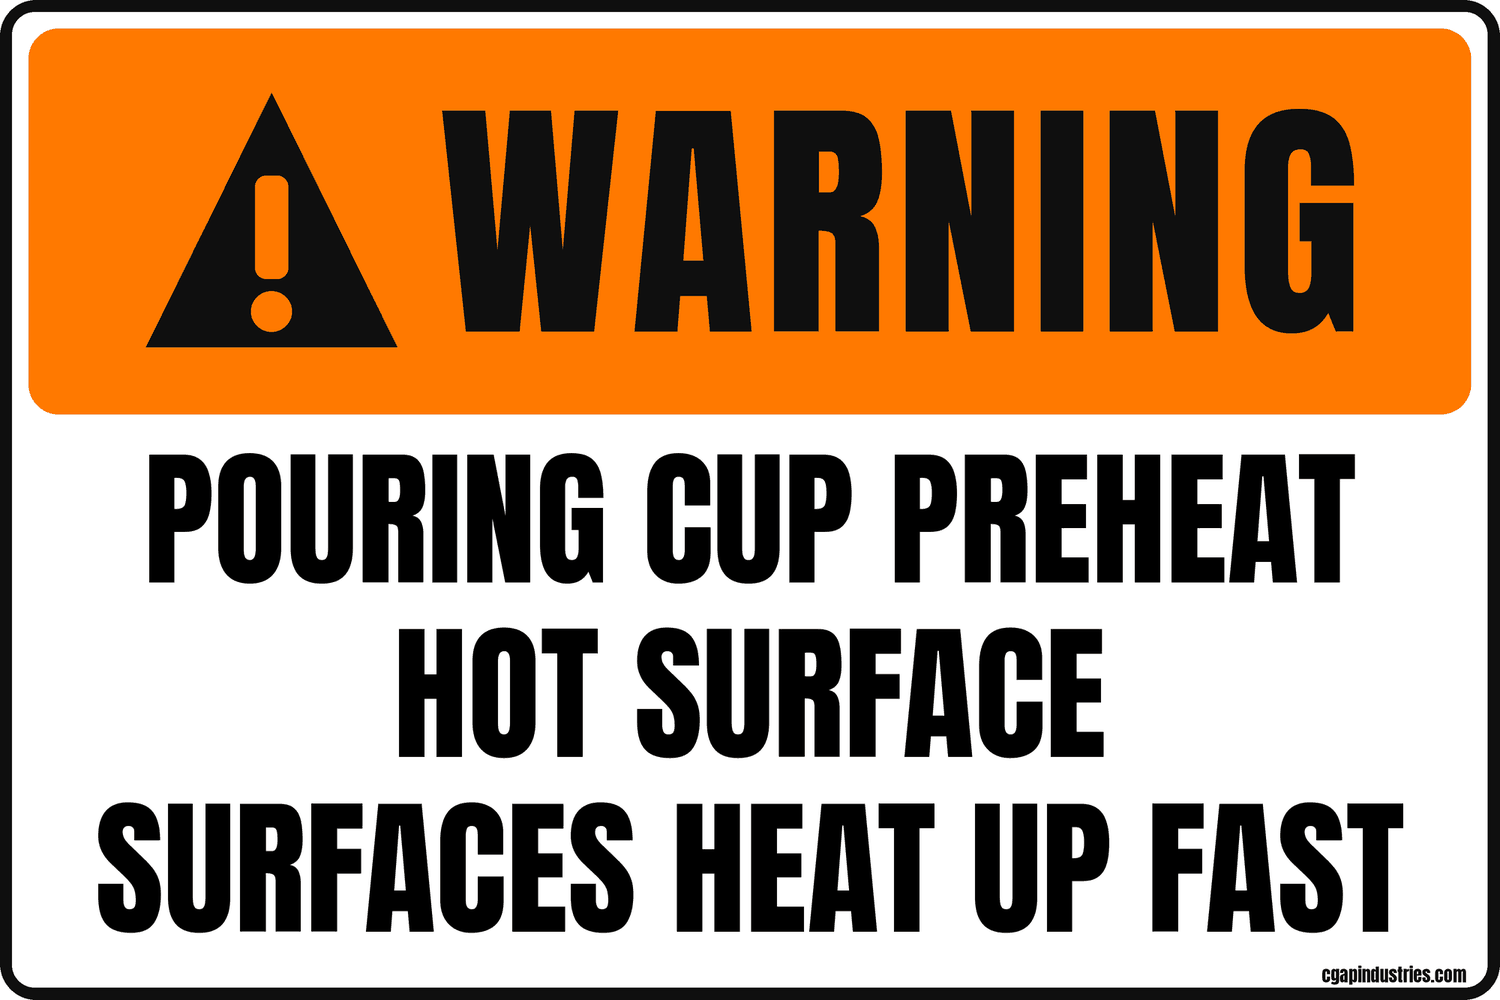 WARNING
POURING CUP PREHEAT
HOT SURFACE
SURFACES HEAT UP FAST
cgapindustries.com